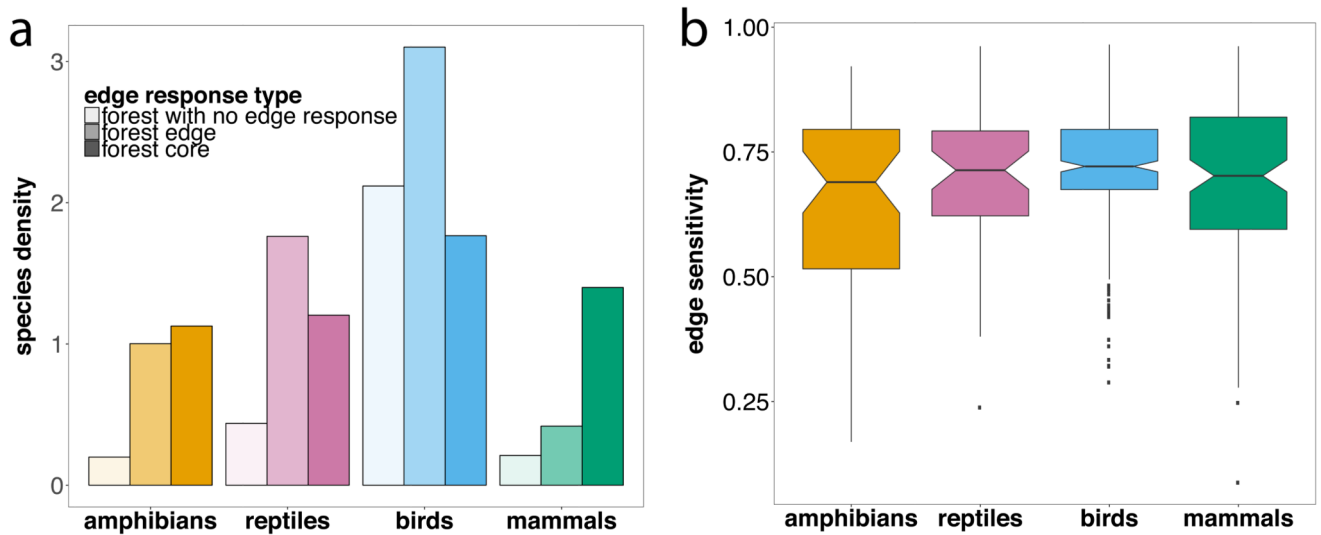 a
species density
3
2
1
0
edge response type
forest with no edge response
forest edge
forest core
amphibians
reptiles
birds
mammals
b
edge sensitivity
1.00
0.75
0.50
0.25
amphibians
reptiles
birds
mammals